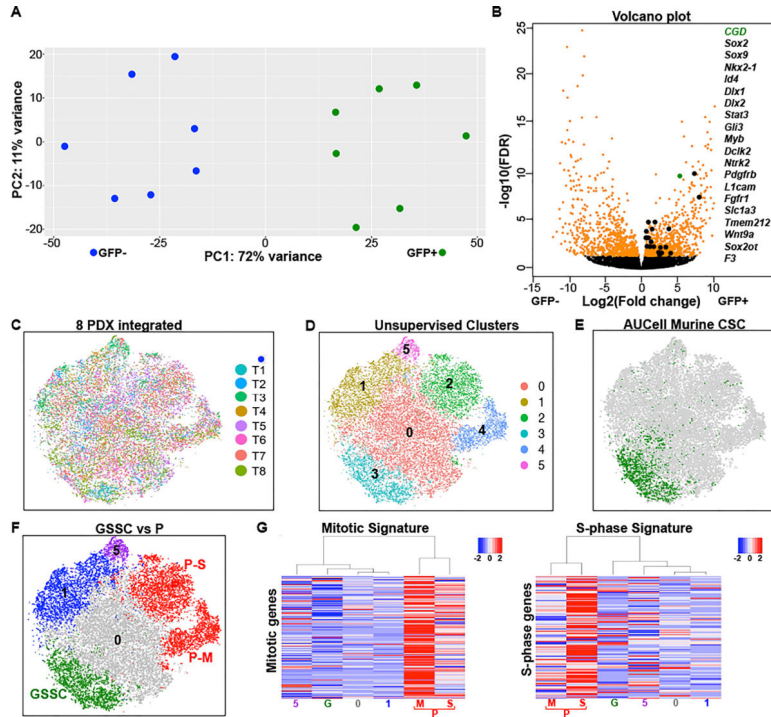 A
20
10
0
-10
-20
PC2: 11% variance
-50
-25
0
25
50
GFP-
PC1: 72% variance
GFP+
B
Volcano plot
25
20
15
10
5
0
-log10(FDR)
-15
-10
-5
0
5
10
GFP-
Log2(Fold change)
GFP+
CGD
Sox2
Sox9
Nkx2-1
Id4
Dlx1
Dlx2
Stat3
Gli3
Myb
Dclk2
Ntrk2
Pdgfrb
L1cam
Fgfr1
Slc1a3
Tmem212
Wnt9a
Sox2ot
F3
C
8 PDX integrated
T1
T2
T3
T4
T5
T6
T7
T8
D
Unsupervised Clusters
5
1
2
0
4
3
0
1
2
3
4
5
E
AUCell Murine CSC
F
GSSC vs P
5
P-S
1
0
P-M
GSSC
G
Mitotic Signature
-2 0 2
Mitotic genes
5 G 0 1 M S
P
S-phase Signature
-2 0 2
S-phase genes
M S G 5 0 1
P